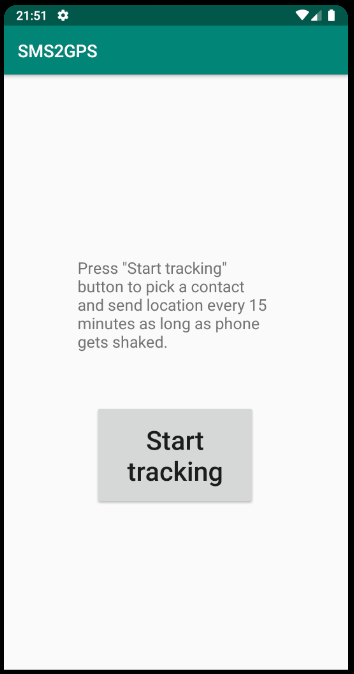 21:51
SMS2GPS
Press "Start tracking"
button to pick a contact
and send location every 15
minutes as long as phone
gets shaked.
Start
tracking